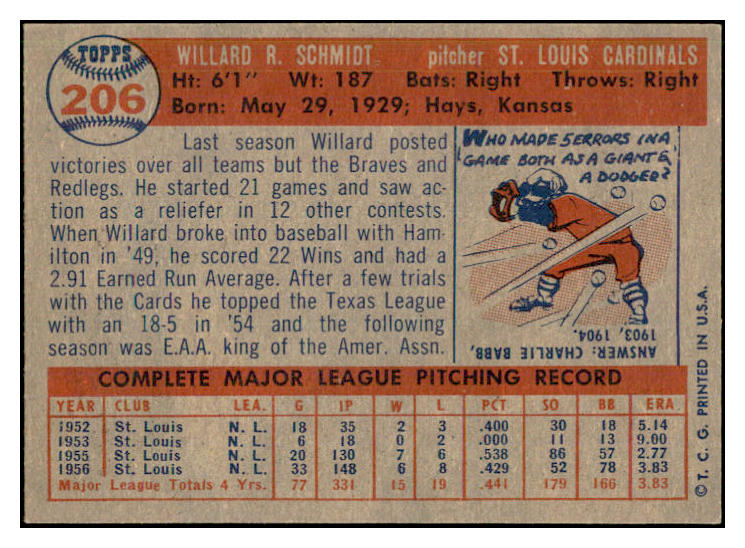 TOPPS
206
WILLARD R. SCHMIDT pitcher ST. LOUIS CARDINALS
Ht: 6'1" Wt: 187 Bats: Right Throws: Right
Born: May 29, 1929; Hays, Kansas
Last season Willard posted
victories over all teams but the Braves and
Redlegs. He started 21 games and saw ac-
tion as a reliefer in 12 other contests.
When Willard broke into baseball with Ham-
ilton in '49, he scored 22 Wins and had a
2.91 Earned Run Average. After a few trials
with the Cards he topped the Texas League
with an 18-5 in '54 and the following
season was E.A.A. king of the Amer. Assn.
WHO MADE 5 ERRORS IN A
GAME BOTH AS A GIANT &
A DODGER?
ANSWER: CHARLIE BABB,
1903, 1904.
COMPLETE MAJOR LEAGUE PITCHING RECORD
YEAR CLUB LEA. G IP W L PCT SO BB ERA
1952 St. Louis N. L. 18 35 2 3 .400 30 18 5.14
1953 St. Louis N. L. 6 18 0 2 .000 11 13 9.00
1955 St. Louis N. L. 20 130 7 6 .538 86 57 2.77
1956 St. Louis N. L. 33 148 6 8 .429 52 78 3.83
Major League Totals 4 Yrs. 77 331 15 19 .441 179 166 3.83
© T. C. G. PRINTED IN U.S.A.